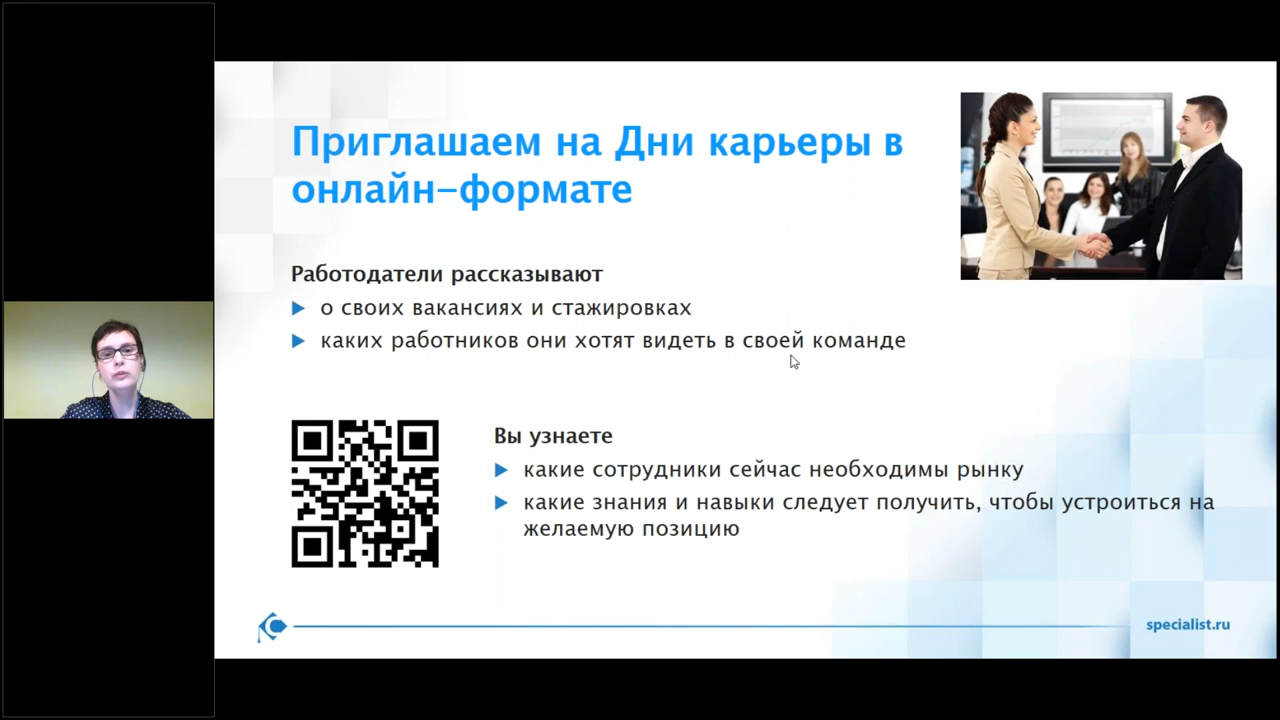 Приглашаем на Дни карьеры в
онлайн-формате
Работодатели рассказывают
о своих вакансиях и стажировках
каких работников они хотят видеть в своей команде
Вы узнаете
какие сотрудники сейчас необходимы рынку
какие знания и навыки следует получить, чтобы устроиться на
желаемую позицию
specialist.ru